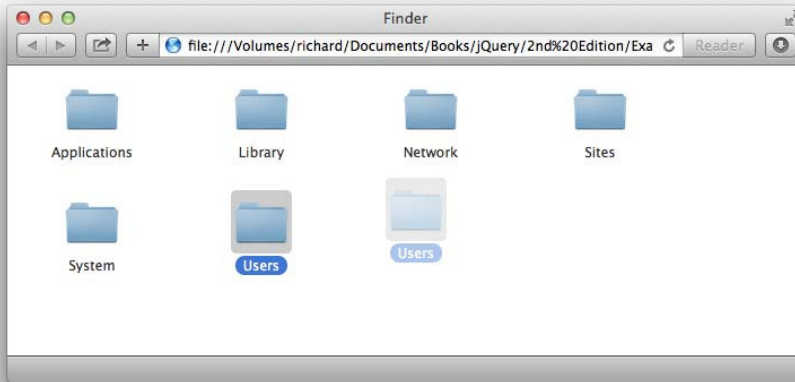 Finder
+ file:///Volumes/richard/Documents/Books/jQuery/2nd%20Edition/Exa Reader
Applications Library Network Sites
System Users Users